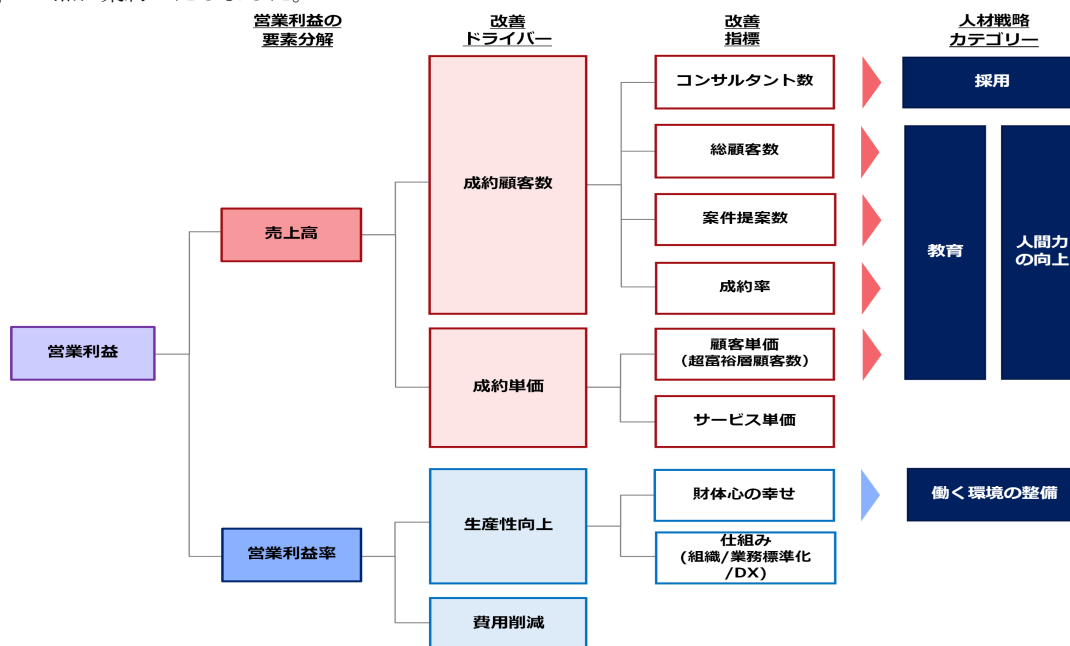 営業利益の
要素分解
改善
ドライバー
改善
指標
人材戦略
カテゴリー
営業利益
売上高
営業利益率
成約顧客数
成約単価
生産性向上
費用削減
コンサルタント数
総顧客数
案件提案数
成約率
顧客単価
(超富裕層顧客数)
サービス単価
財体心の幸せ
仕組み
(組織/業務標準化
/DX)
採用
教育
人間力
の向上
働く環境の整備